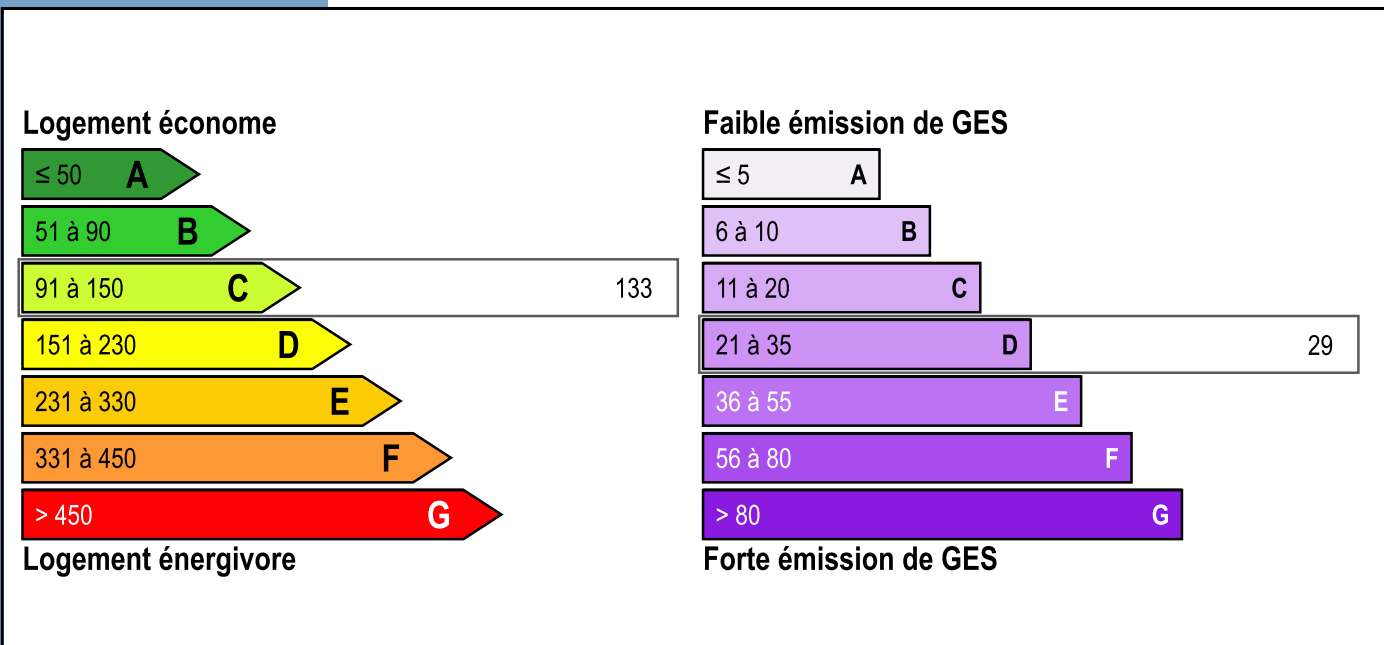 Logement économe
≤ 50 A
51 à 90 B
91 à 150 C 133
151 à 230 D
231 à 330 E
331 à 450 F
> 450 G
Logement énergivore
Faible émission de GES
≤ 5 A
6 à 10 B
11 à 20 C
21 à 35 D 29
36 à 55 E
56 à 80 F
> 80 G
Forte émission de GES